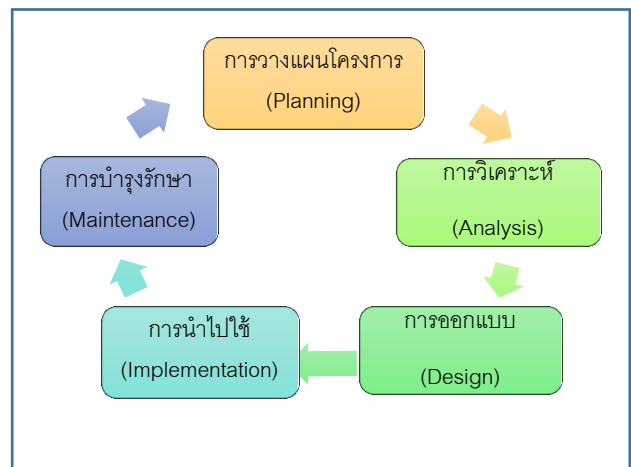 การวางแผนโครงการ
(Planning)
การวิเคราะห์
(Analysis)
การออกแบบ
(Design)
การนำไปใช้
(Implementation)
การบำรุงรักษา
(Maintenance)